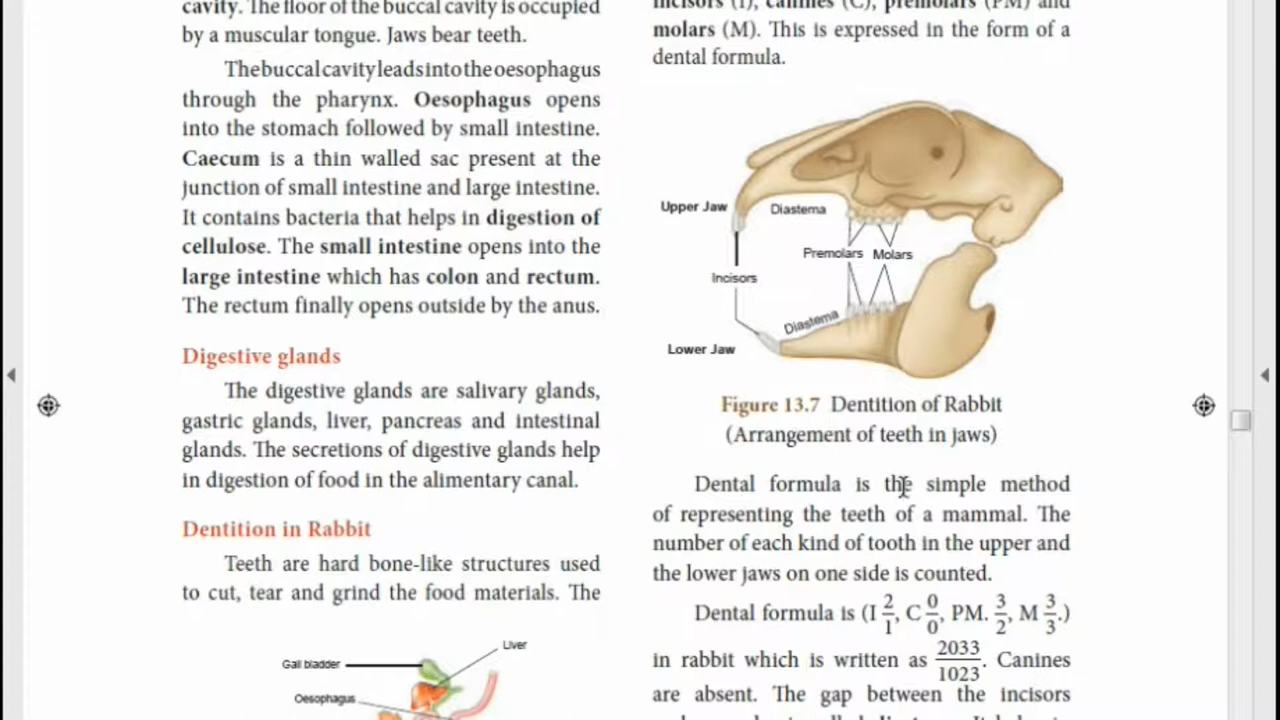 cavity. The floor of the buccal cavity is occupied
by a muscular tongue. Jaws bear teeth.
The buccal cavity leads into the oesophagus
through the pharynx. Oesophagus opens
into the stomach followed by small intestine.
Caecum is a thin walled sac present at the
junction of small intestine and large intestine.
It contains bacteria that helps in digestion of
cellulose. The small intestine opens into the
large intestine which has colon and rectum.
The rectum finally opens outside by the anus.
Digestive glands
The digestive glands are salivary glands,
gastric glands, liver, pancreas and intestinal
glands. The secretions of digestive glands help
in digestion of food in the alimentary canal.
Dentition in Rabbit
Teeth are hard bone-like structures used
to cut, tear and grind the food materials. The
Liver
Gall bladder
Oesophagus
incisors (I), canines (C), premolars (PM) and
molars (M). This is expressed in the form of a
dental formula.
Upper Jaw
Diastema
Premolars Molars
Incisors
Diastema
Lower Jaw
Figure 13.7 Dentition of Rabbit
(Arrangement of teeth in jaws)
Dental formula is the simple method
of representing the teeth of a mammal. The
number of each kind of tooth in the upper and
the lower jaws on one side is counted.
Dental formula is (I 2/1, C 0/0, PM. 3/2, M 3/3.)
in rabbit which is written as 2033/1023. Canines
are absent. The gap between the incisors